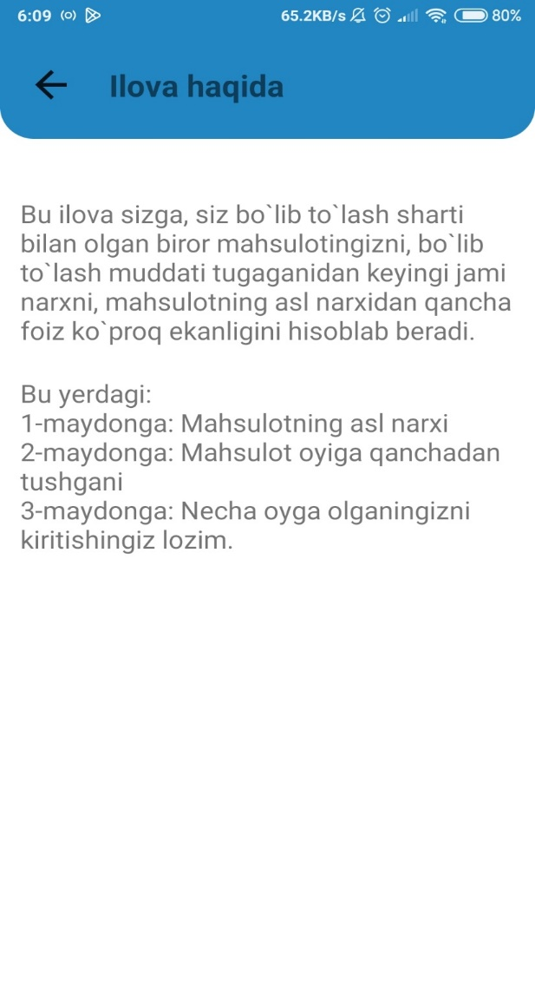 6:09 65.2KB/s 80%
Ilova haqida
Bu ilova sizga, siz bo`lib to`lash sharti
bilan olgan biror mahsulotingizni, bo`lib
to`lash muddati tugaganidan keyingi jami
narxni, mahsulotning asl narxidan qancha
foiz ko`proq ekanligini hisoblab beradi.
Bu yerdagi:
1-maydonga: Mahsulotning asl narxi
2-maydonga: Mahsulot oyiga qanchadan
tushgani
3-maydonga: Necha oyga olganingizni
kiritishingiz lozim.